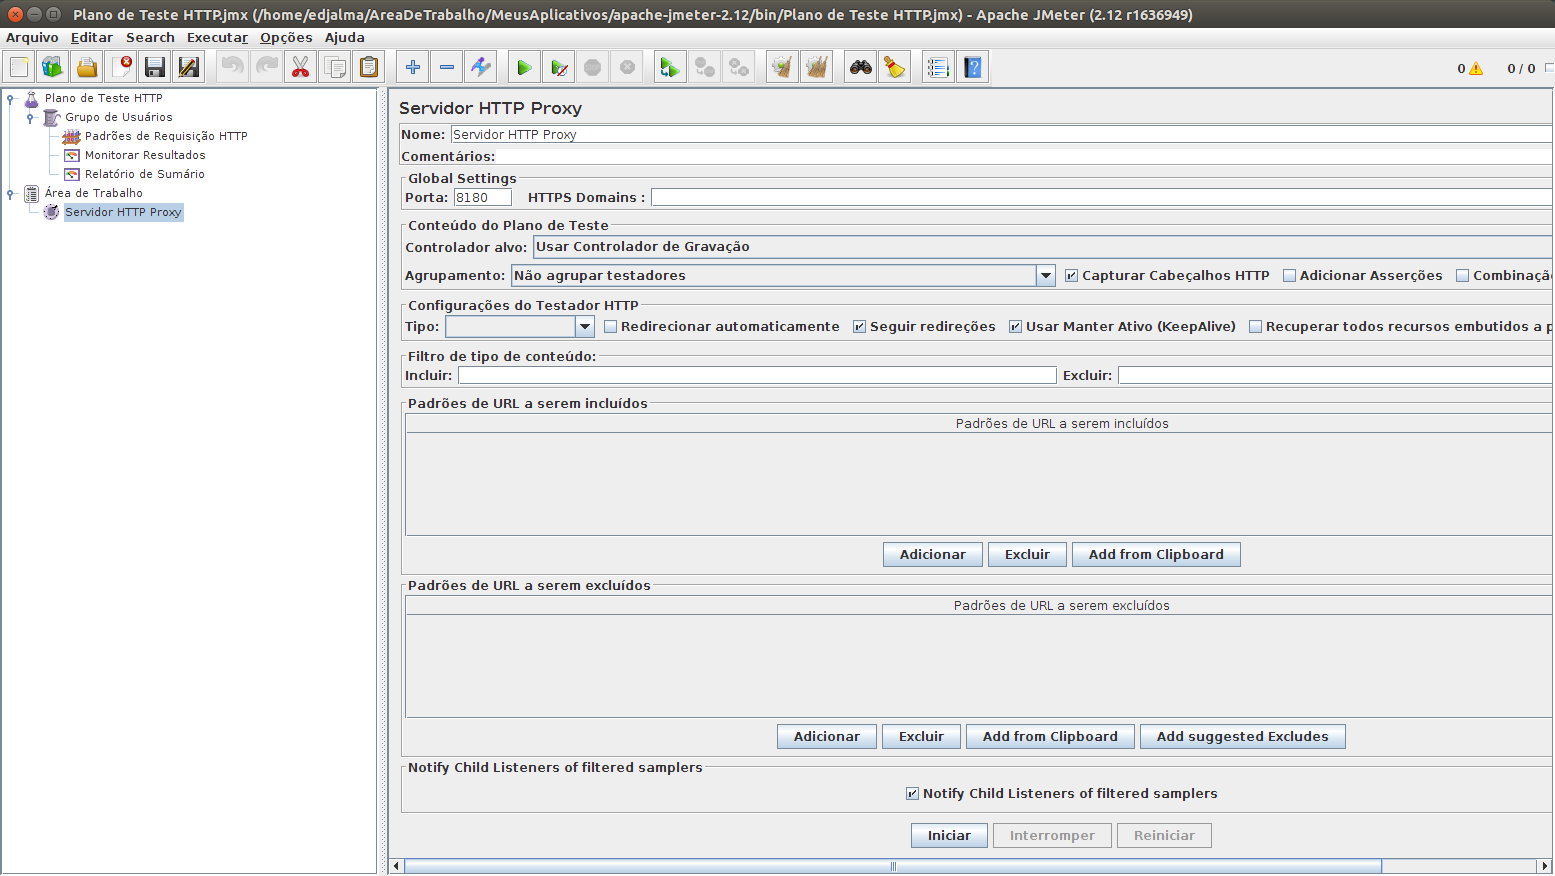 Plano de Teste HTTP.jmx (/home/edjalma/AreaDeTrabalho/MeusAplicativos/apache-jmeter-2.12/bin/Plano de Teste HTTP.jmx) - Apache JMeter (2.12 r1636949)
Arquivo Editar Search Executar Opções Ajuda
0 0 / 0
Plano de Teste HTTP
Grupo de Usuários
Padrões de Requisição HTTP
Monitorar Resultados
Relatório de Sumário
Área de Trabalho
Servidor HTTP Proxy
Servidor HTTP Proxy
Nome: Servidor HTTP Proxy
Comentários:
Global Settings
Porta: 8180 HTTPS Domains :
Conteúdo do Plano de Teste
Controlador alvo: Usar Controlador de Gravação
Agrupamento: Não agrupar testadores Capturar Cabeçalhos HTTP Adicionar Asserções Combinaçã
Configurações do Testador HTTP
Tipo: Redirecionar automaticamente Seguir redireções Usar Manter Ativo (KeepAlive) Recuperar todos recursos embutidos a p
Filtro de tipo de conteúdo:
Incluir: Excluir:
Padrões de URL a serem incluídos
Padrões de URL a serem incluídos
Adicionar Excluir Add from Clipboard
Padrões de URL a serem excluídos
Padrões de URL a serem excluídos
Adicionar Excluir Add from Clipboard Add suggested Excludes
Notify Child Listeners of filtered samplers
Notify Child Listeners of filtered samplers
Iniciar Interromper Reiniciar